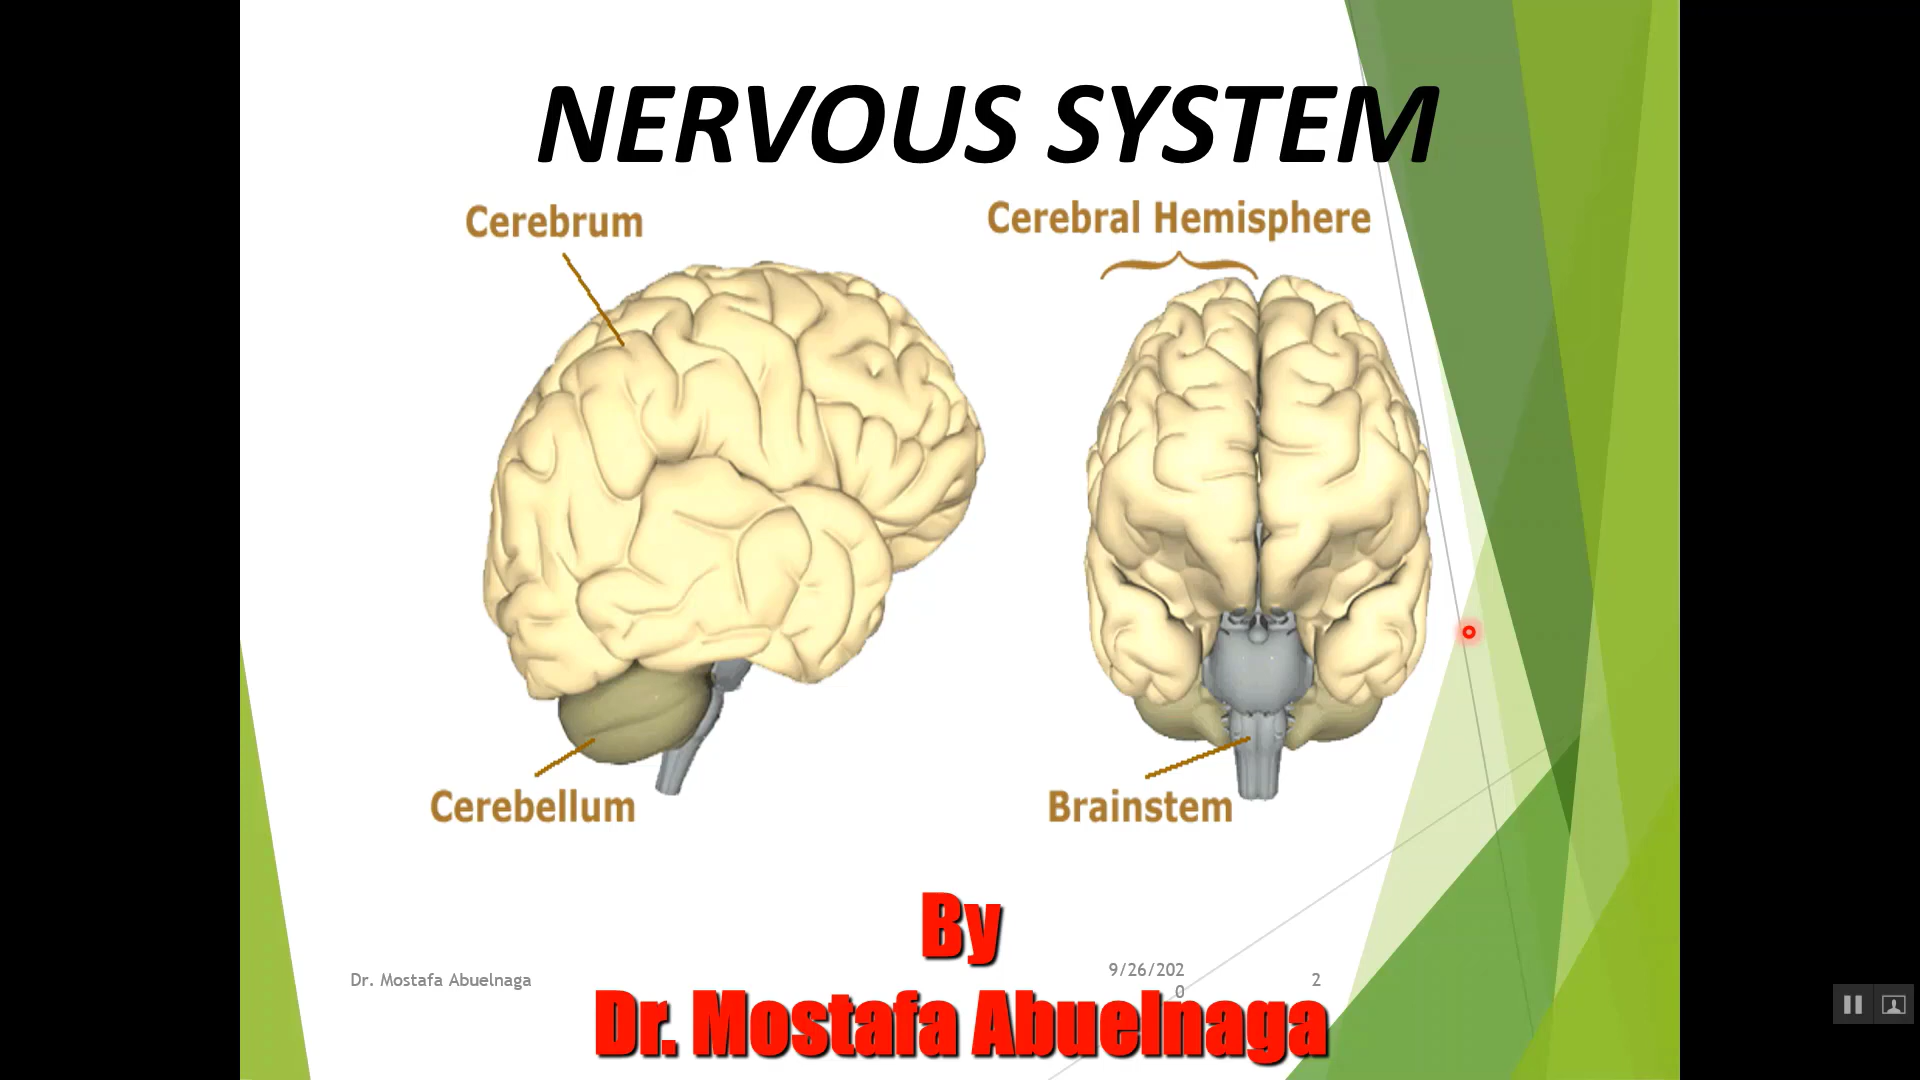 NERVOUS SYSTEM
Cerebrum
Cerebral Hemisphere
Cerebellum
Brainstem
By
Dr. Mostafa Abuelnaga
Dr. Mostafa Abuelnaga
9/26/202
0
2